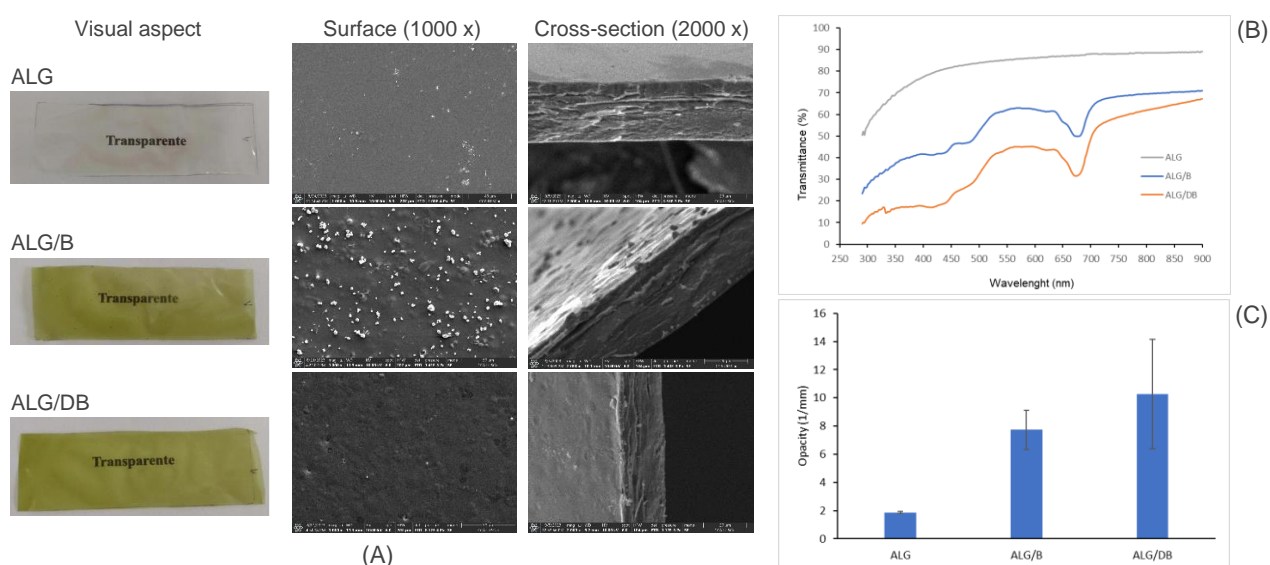 Visual aspect
Surface (1000 x)
Cross-section (2000 x)
ALG
Transparente
ALG/B
Transparente
ALG/DB
Transparente
(A)
(B)
100
90
80
70
60
50
40
30
20
10
0
Transmittance (%)
ALG
ALG/B
ALG/DB
250 300 350 400 450 500 550 600 650 700 750 800 850 900
Wavelenght (nm)
(C)
16
14
12
10
8
6
4
2
0
Opacity (1/mm)
ALG ALG/B ALG/DB